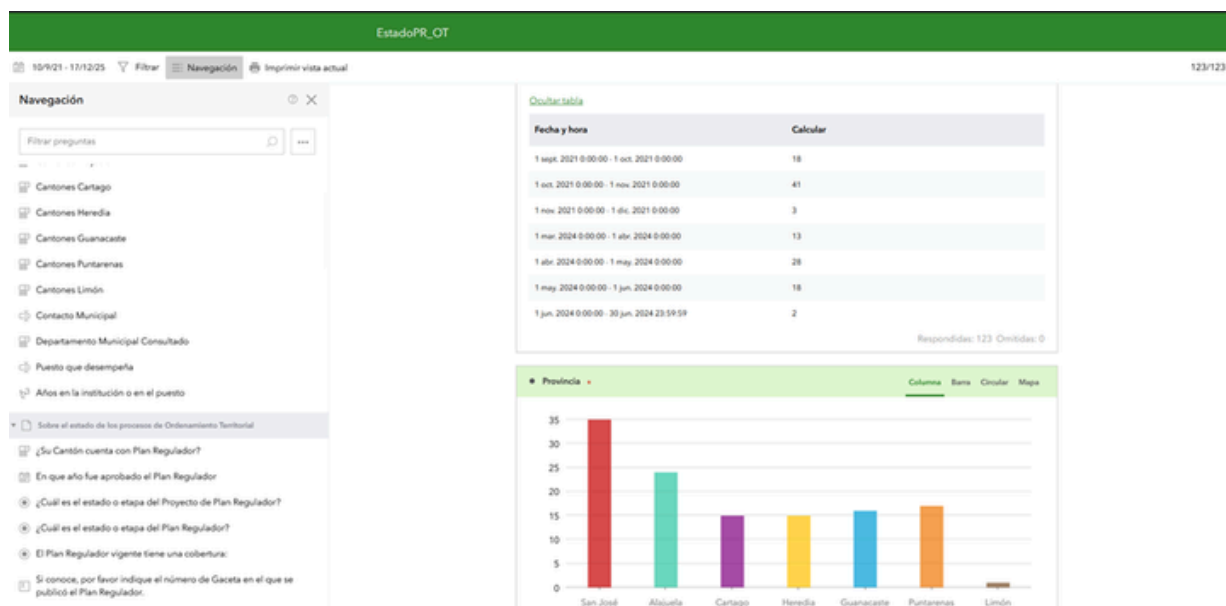 EstadoPR_OT
10/9/21 - 17/12/25 Filtrar Navegación Imprimir vista actual 123/123
Navegación
Filtrar preguntas
Cantones Cartago
Cantones Heredia
Cantones Guanacaste
Cantones Puntarenas
Cantones Limón
Contacto Municipal
Departamento Municipal Consultado
Puesto que desempeña
Años en la institución o en el puesto
Sobre el estado de los procesos de Ordenamiento Territorial
¿Su Cantón cuenta con Plan Regulador?
En que año fue aprobado el Plan Regulador
¿Cuál es el estado o etapa del Proyecto de Plan Regulador?
¿Cuál es el estado o etapa del Plan Regulador?
El Plan Regulador vigente tiene una cobertura:
Si conoce, por favor indique el número de Gaceta en el que se
publicó el Plan Regulador.
Ocultar tabla
Fecha y hora Calcular
1 sept. 2021 0:00:00 - 1 oct. 2021 0:00:00 18
1 oct. 2021 0:00:00 - 1 nov. 2021 0:00:00 41
1 nov. 2021 0:00:00 - 1 dic. 2021 0:00:00 3
1 mar. 2024 0:00:00 - 1 abr. 2024 0:00:00 13
1 abr. 2024 0:00:00 - 1 may. 2024 0:00:00 28
1 may. 2024 0:00:00 - 1 jun. 2024 0:00:00 18
1 jun. 2024 0:00:00 - 30 jun. 2024 23:59:59 2
Respondidas: 123 Omitidas: 0
Provincia Columna Barra Circular Mapa
35
30
25
20
15
10
5
0
San José Alajuela Cartago Heredia Guanacaste Puntarenas Limón